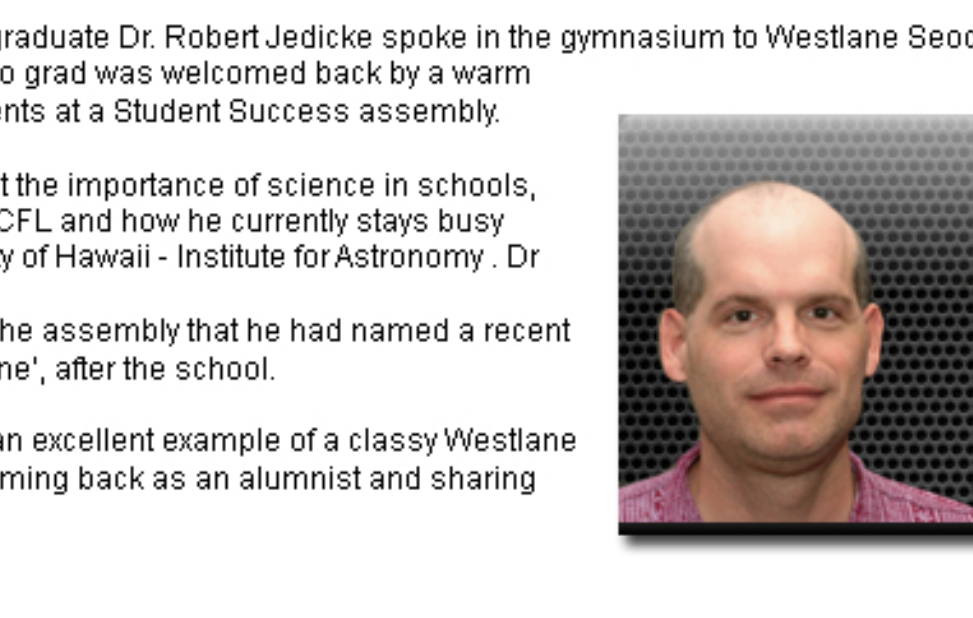 graduate Dr. Robert Jedicke spoke in the gymnasium to Westlane Seoc
o grad was welcomed back by a warm
ents at a Student Success assembly.
t the importance of science in schools,
CFL and how he currently stays busy
ty of Hawaii - Institute for Astronomy . Dr
he assembly that he had named a recent
ne', after the school.
an excellent example of a classy Westlane
ming back as an alumnist and sharing